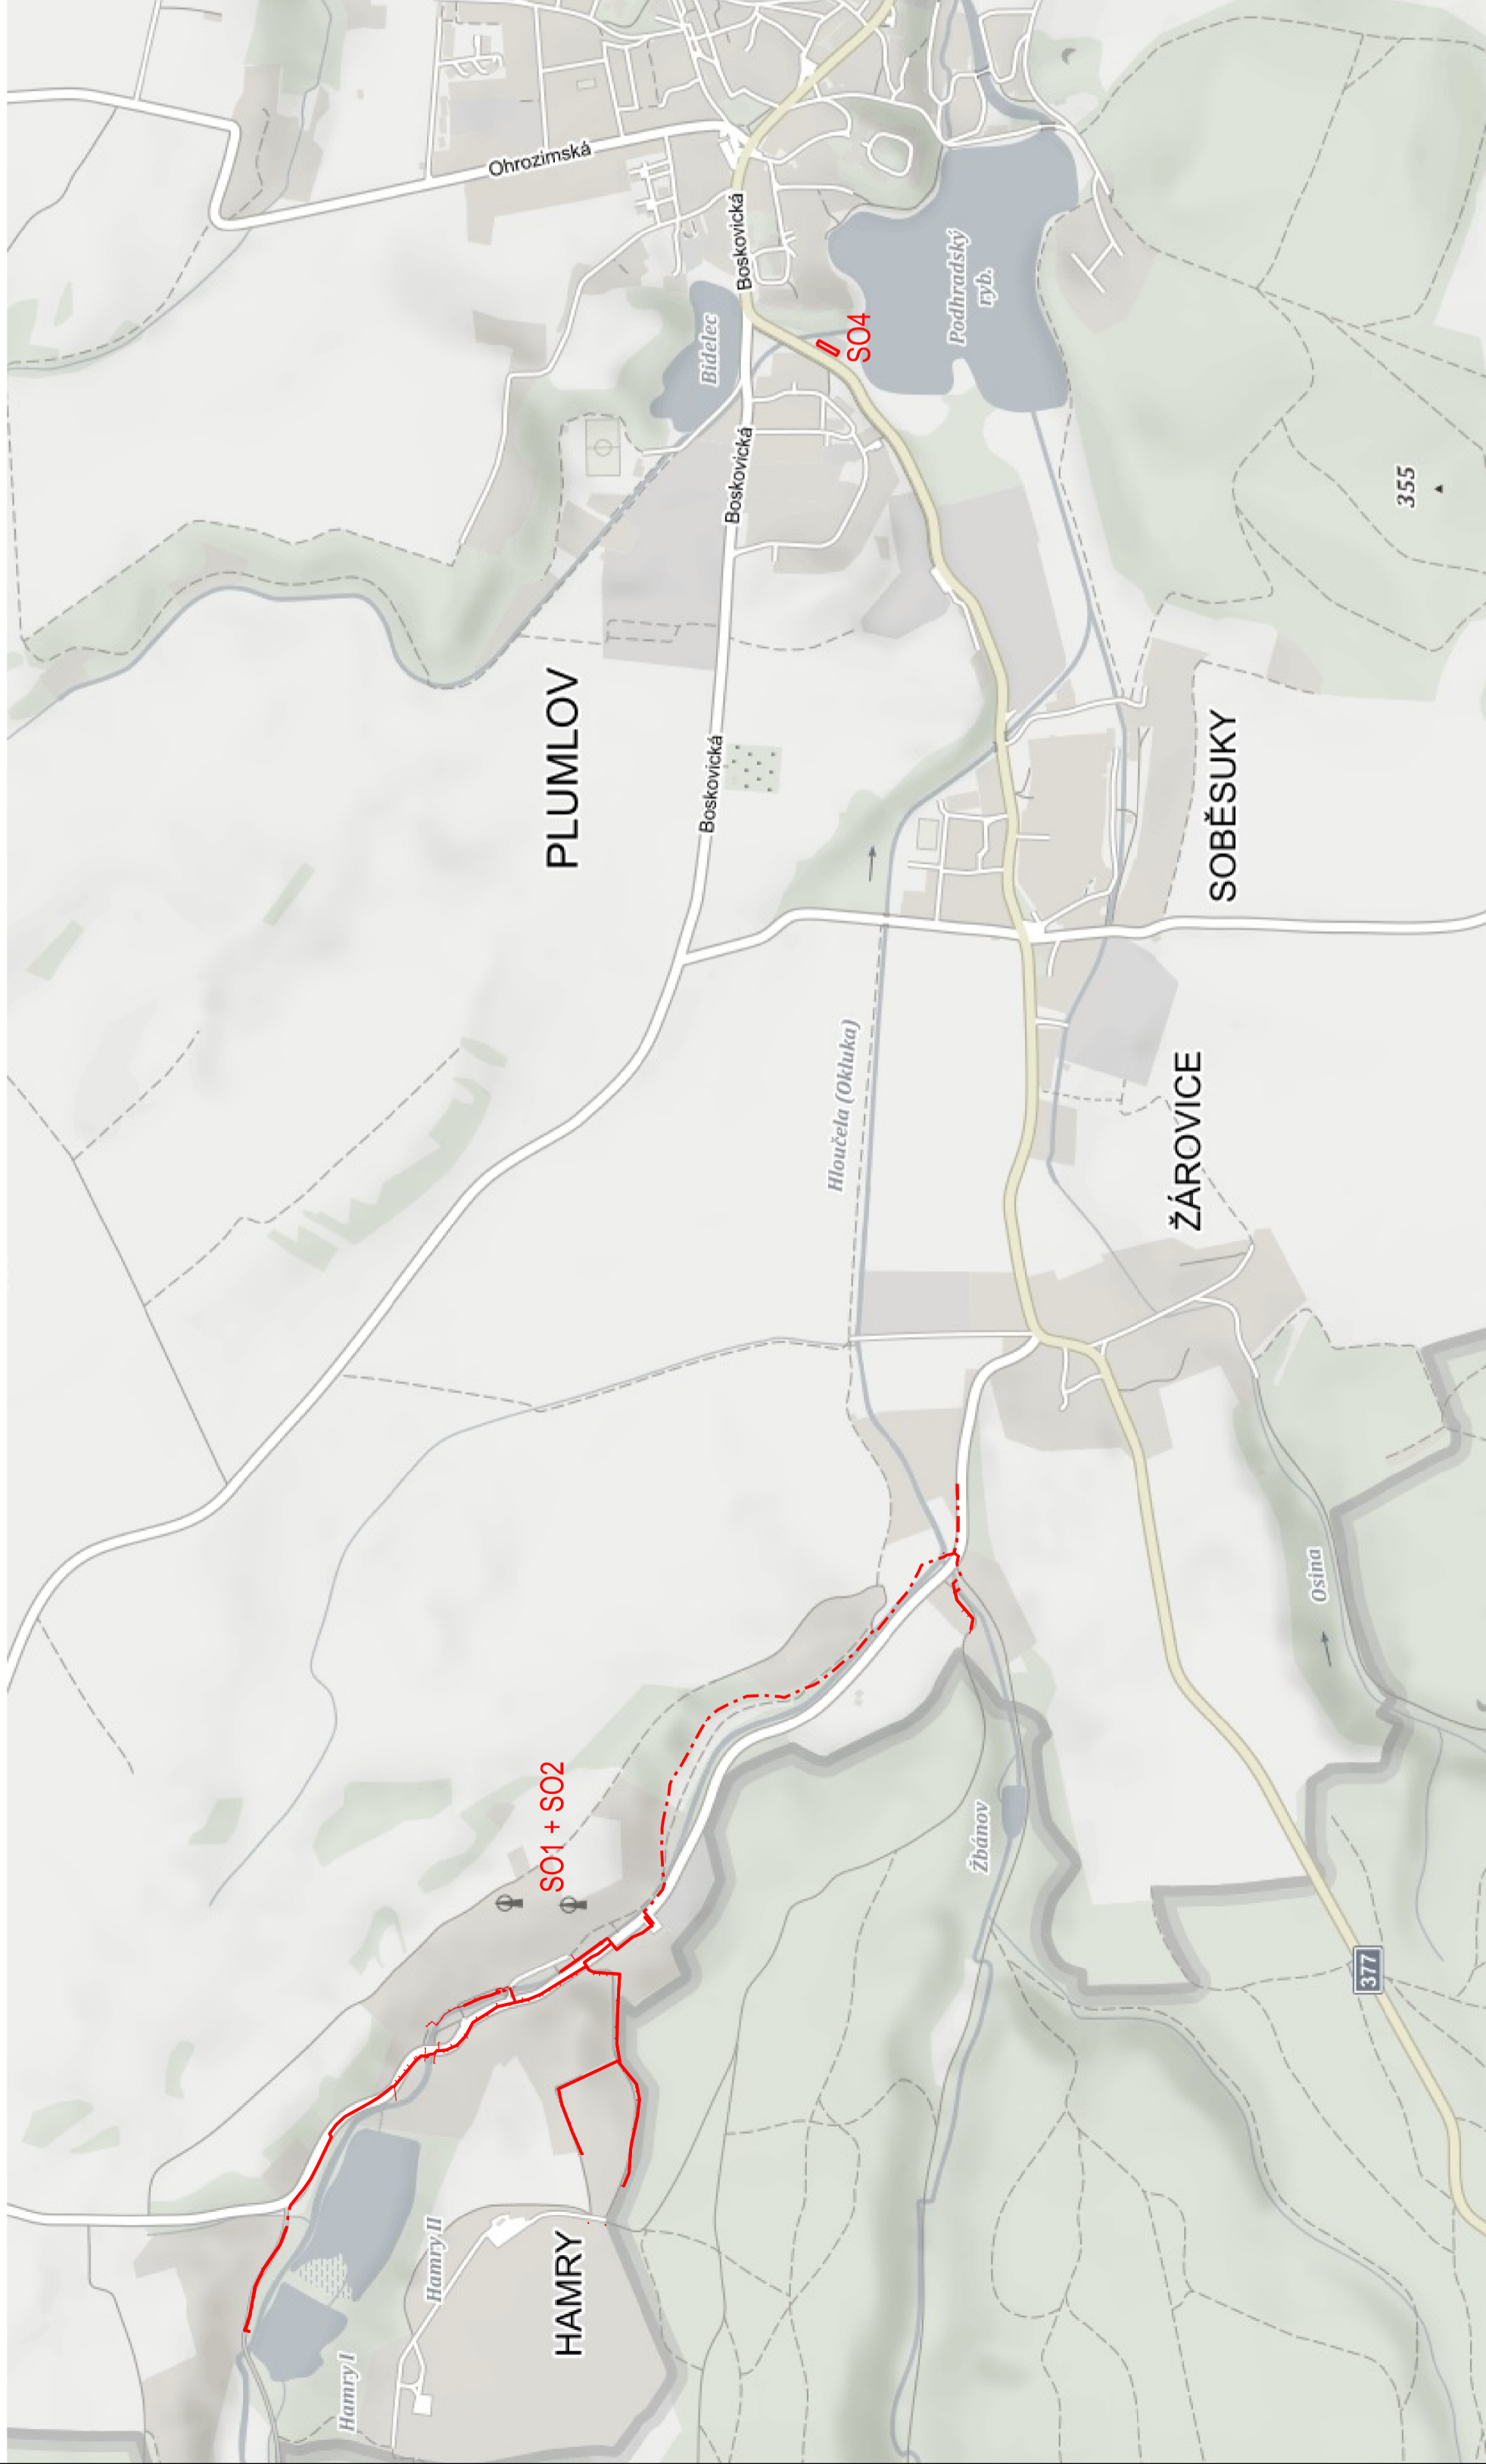 Hamry I
Hamry II
HAMRY
SO1 + SO2
PLUMLOV
Ohrozimská
Bidelec
Boskovická
Boskovická
Boskovická
SO4
Podhradský
ryb.
Hloučela (Okluka)
Žbánov
ŽÁROVICE
SOBĚSUKY
Osina
377
355